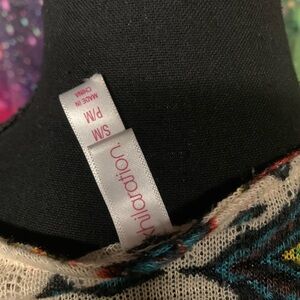 MADE IN
CHINA
P/M
S/M
xhilaration.